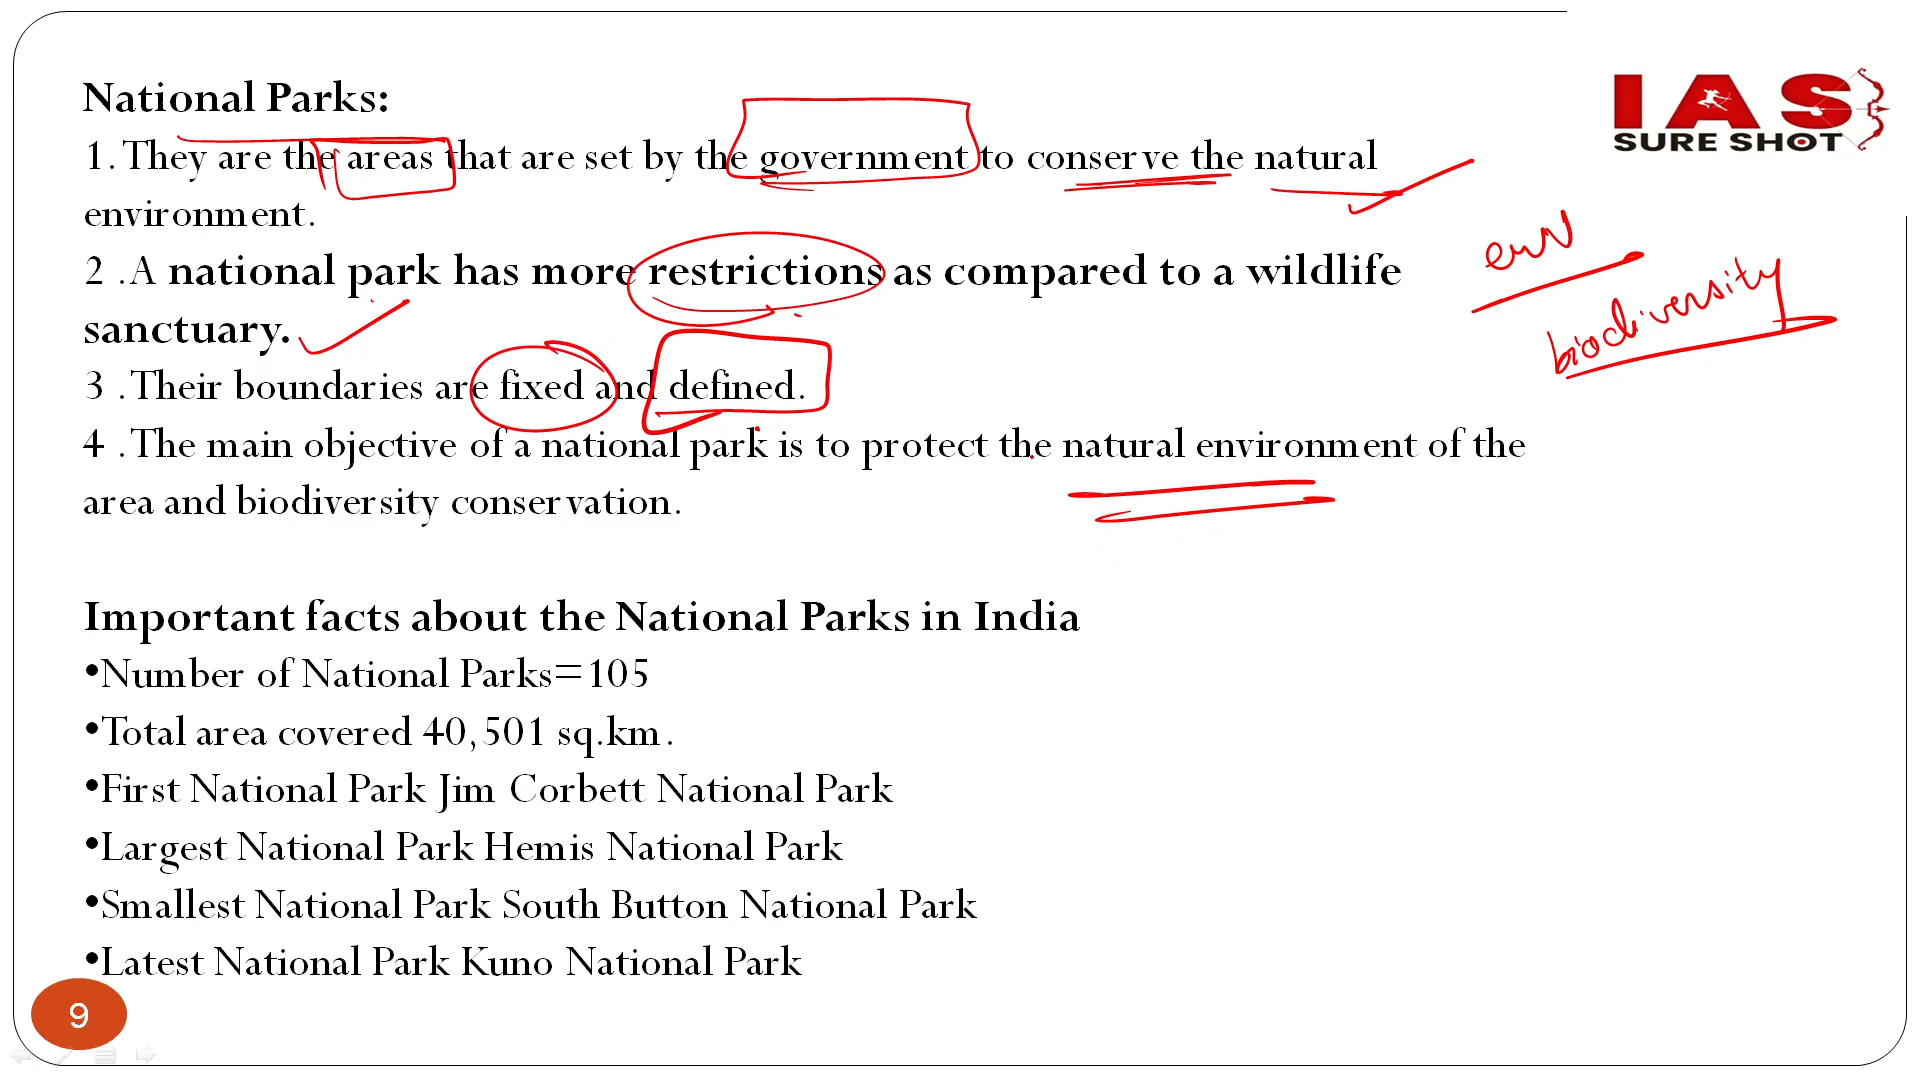 IAS
SURE SHOT
National Parks:
1. They are the areas that are set by the government to conserve the natural
environment.
2 .A national park has more restrictions as compared to a wildlife
sanctuary.
3 .Their boundaries are fixed and defined.
4 .The main objective of a national park is to protect the natural environment of the
area and biodiversity conservation.
env
biodiversity
Important facts about the National Parks in India
•Number of National Parks=105
•Total area covered 40,501 sq.km.
•First National Park Jim Corbett National Park
•Largest National Park Hemis National Park
•Smallest National Park South Button National Park
•Latest National Park Kuno National Park
9